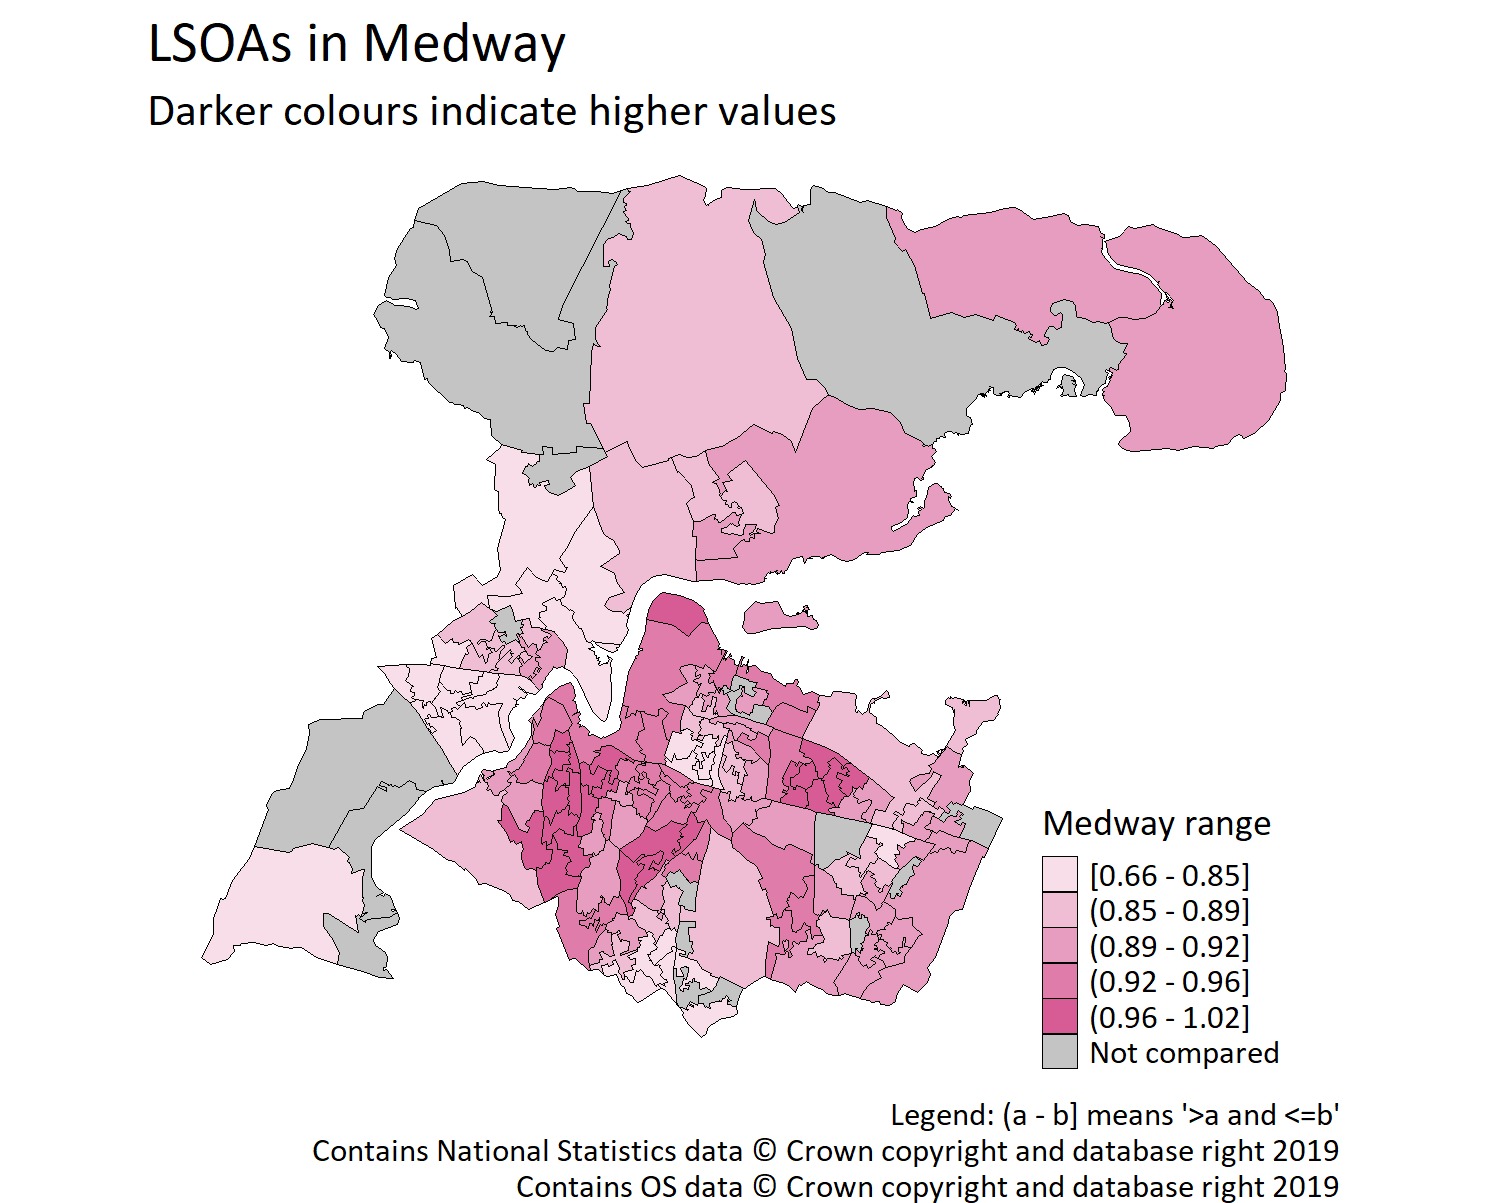 LSOAs in Medway
Darker colours indicate higher values
Medway range
[0.66 - 0.85]
(0.85 - 0.89]
(0.89 - 0.92]
(0.92 - 0.96]
(0.96 - 1.02]
Not compared
Legend: (a - b] means '>a and <=b'
Contains National Statistics data © Crown copyright and database right 2019
Contains OS data © Crown copyright and database right 2019